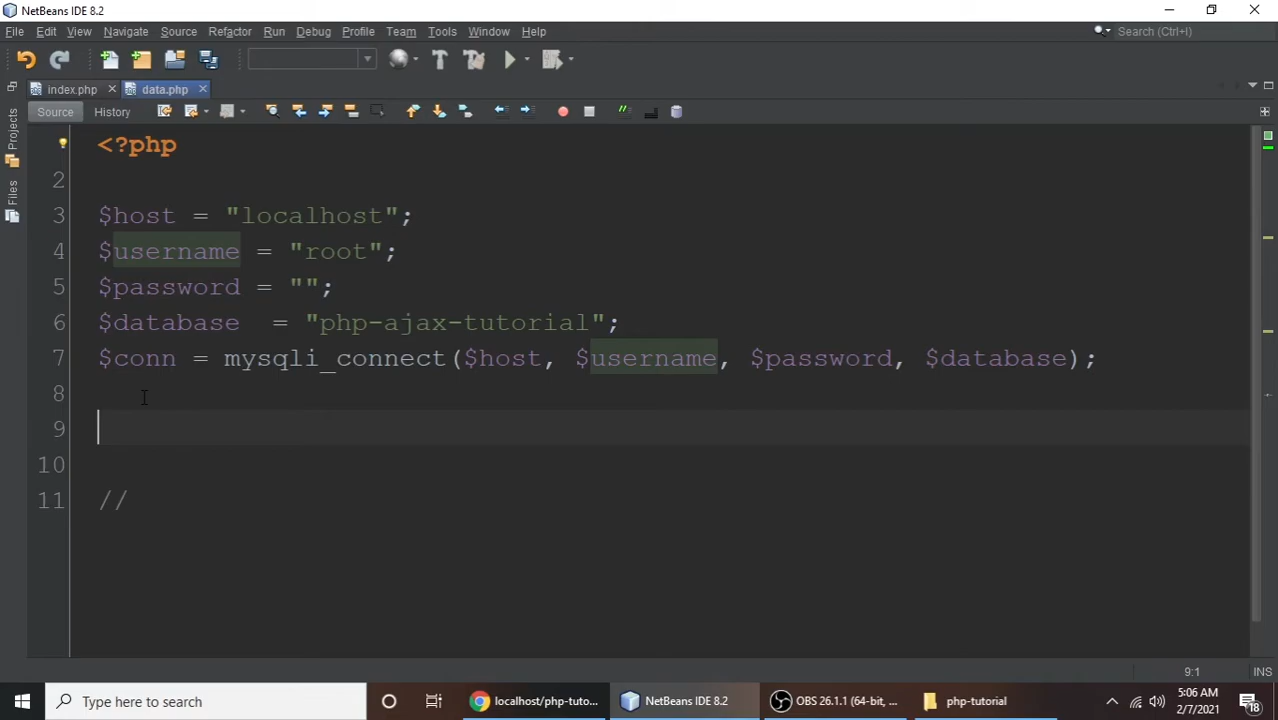 NetBeans IDE 8.2
File Edit View Navigate Source Refactor Run Debug Profile Team Tools Window Help Search (Ctrl+I)
index.php data.php
Source History
Projects
Files
<?php
2
3 $host = "localhost";
4 $username = "root";
5 $password = "";
6 $database  = "php-ajax-tutorial";
7 $conn = mysqli_connect($host, $username, $password, $database);
8
9
10
11 //
9:1 INS
Type here to search localhost/php-tuto... NetBeans IDE 8.2 OBS 26.1.1 (64-bit, ... php-tutorial 5:06 AM
2/7/2021 18